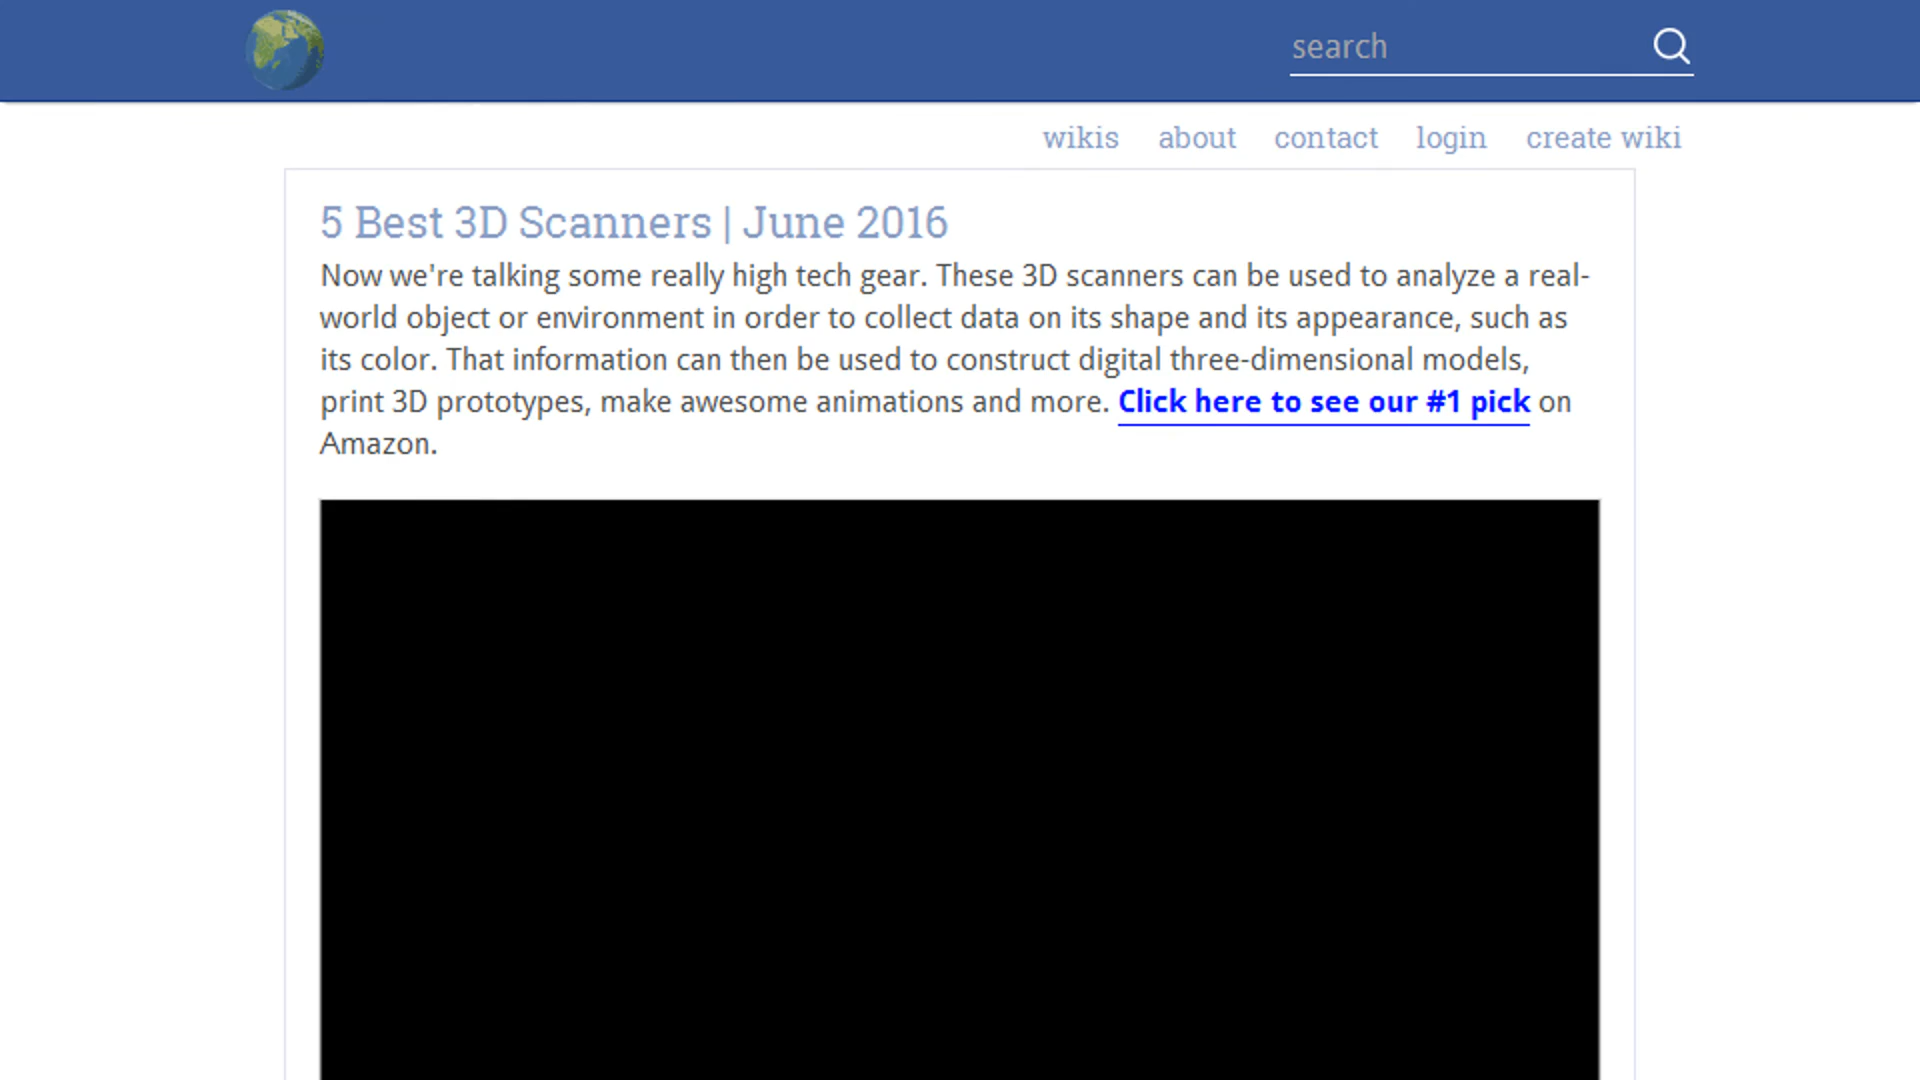 search
wikis about contact login create wiki
5 Best 3D Scanners | June 2016
Now we're talking some really high tech gear. These 3D scanners can be used to analyze a real-
world object or environment in order to collect data on its shape and its appearance, such as
its color. That information can then be used to construct digital three-dimensional models,
print 3D prototypes, make awesome animations and more. Click here to see our #1 pick on
Amazon.